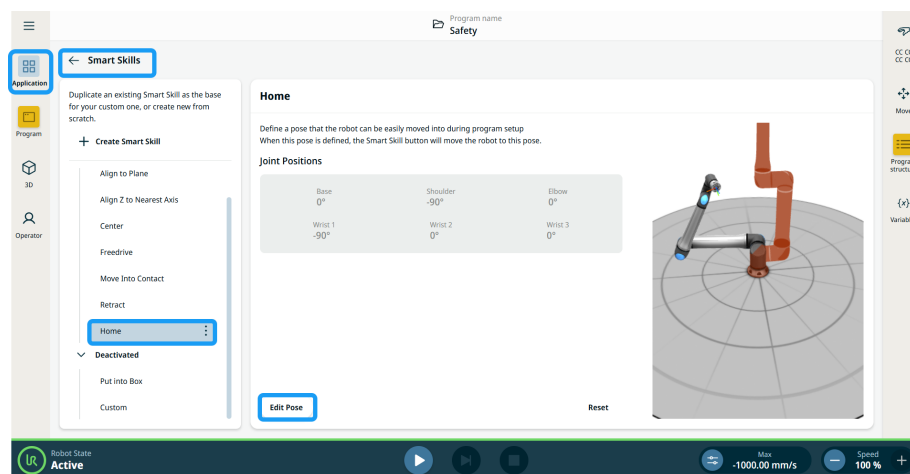 Program name
Safety
Application
Program
3D
Operator
Smart Skills
Duplicate an existing Smart Skill as the base
for your custom one, or create new from
scratch.
Create Smart Skill
Align to Plane
Align Z to Nearest Axis
Center
Freedrive
Move Into Contact
Retract
Home
Deactivated
Put into Box
Custom
Home
Define a pose that the robot can be easily moved into during program setup
When this pose is defined, the Smart Skill button will move the robot to this pose.
Joint Positions
Base Shoulder Elbow
0° -90° 0°
Wrist 1 Wrist 2 Wrist 3
-90° 0° 0°
Edit Pose Reset
Move
{x}
Robot State
Active
Max
-1000.00 mm/s
Speed
100 %